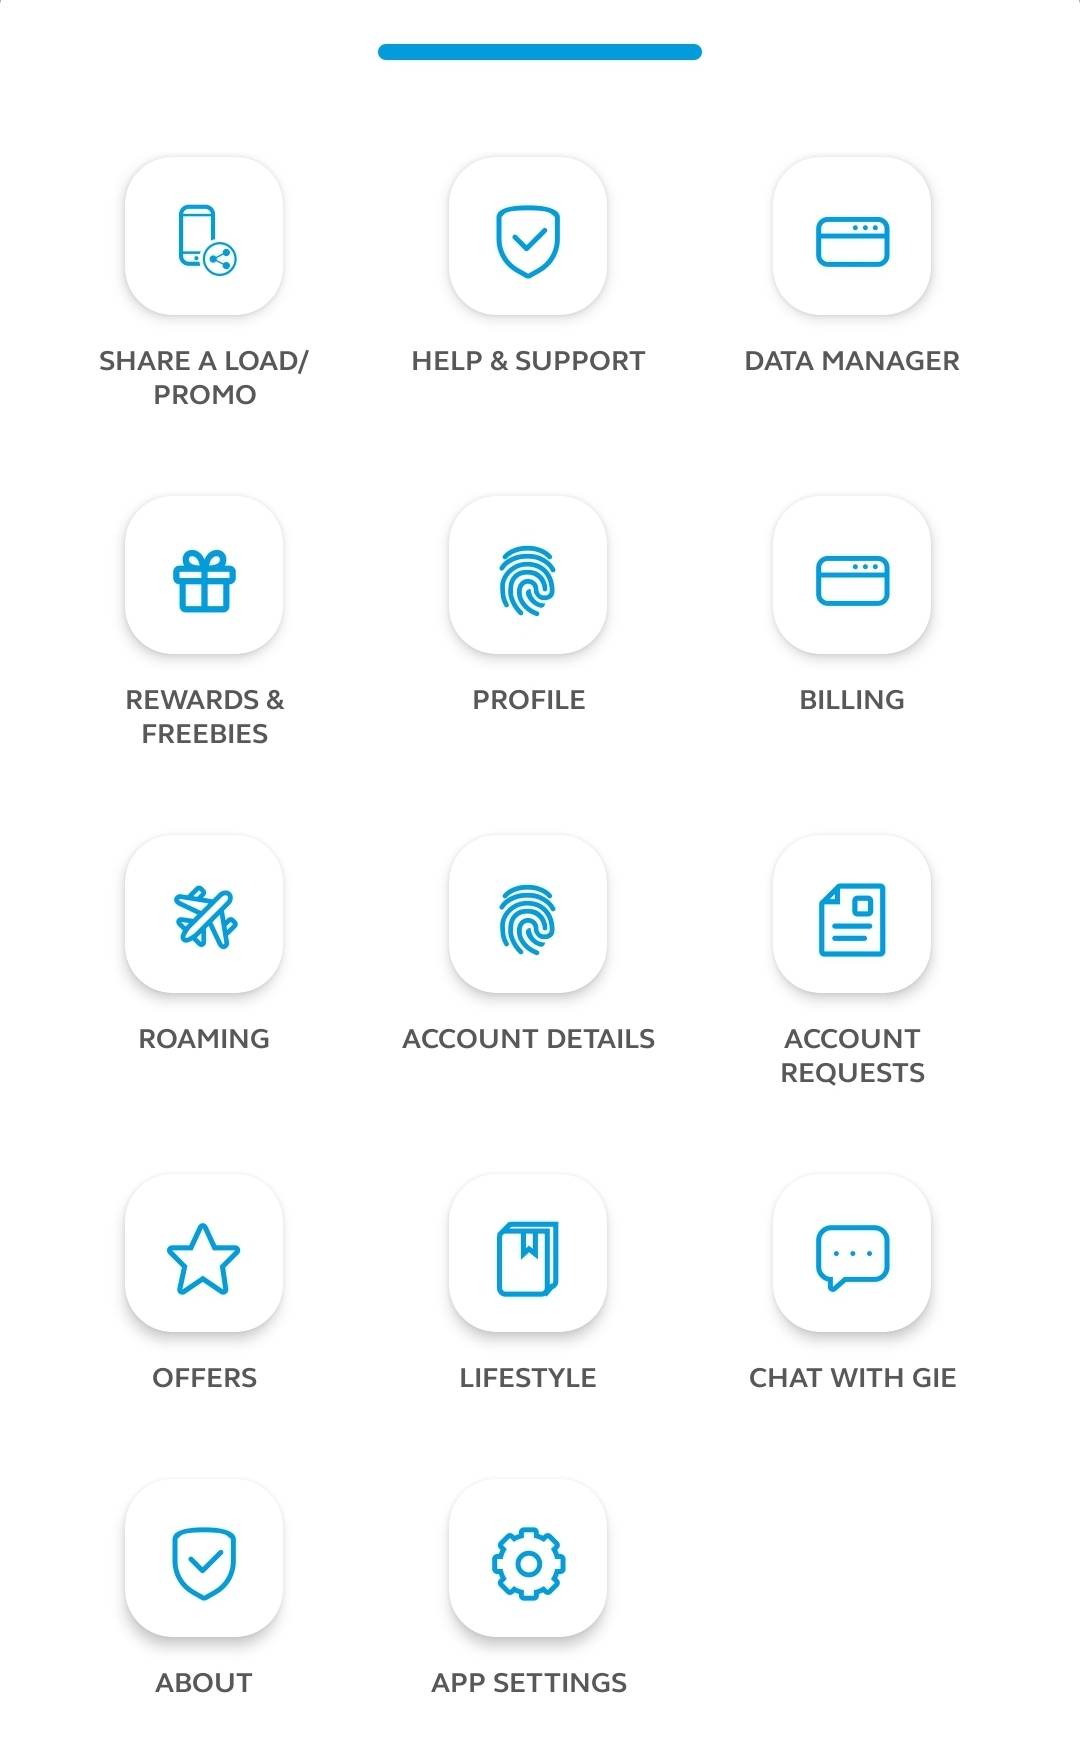 SHARE A LOAD/
PROMO
HELP & SUPPORT
DATA MANAGER
REWARDS &
FREEBIES
PROFILE
BILLING
ROAMING
ACCOUNT DETAILS
ACCOUNT
REQUESTS
OFFERS
LIFESTYLE
CHAT WITH GIE
ABOUT
APP SETTINGS